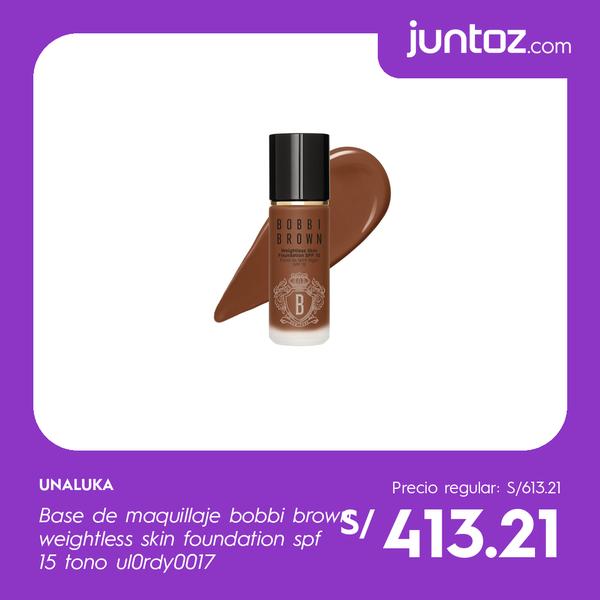 juntoz.com
BOBBI
BROWN
Weightless Skin
Foundation SPF 15
B
UNALUKA
Precio regular: S/613.21
Base de maquillaje bobbi brown
weightless skin foundation spf
15 tono ul0rdy0017
S/ 413.21